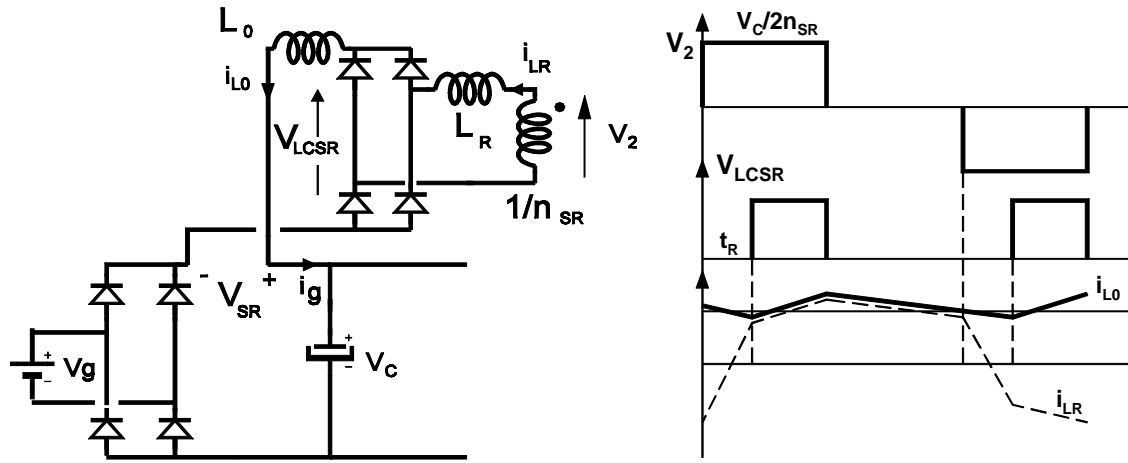 L0
iL0
VLCSR
LR
iLR
V2
1/nSR
- VSR +
ig
Vg
+
-
VC
+
-
VC/2nSR
V2
VLCSR
tR
iL0
iLR